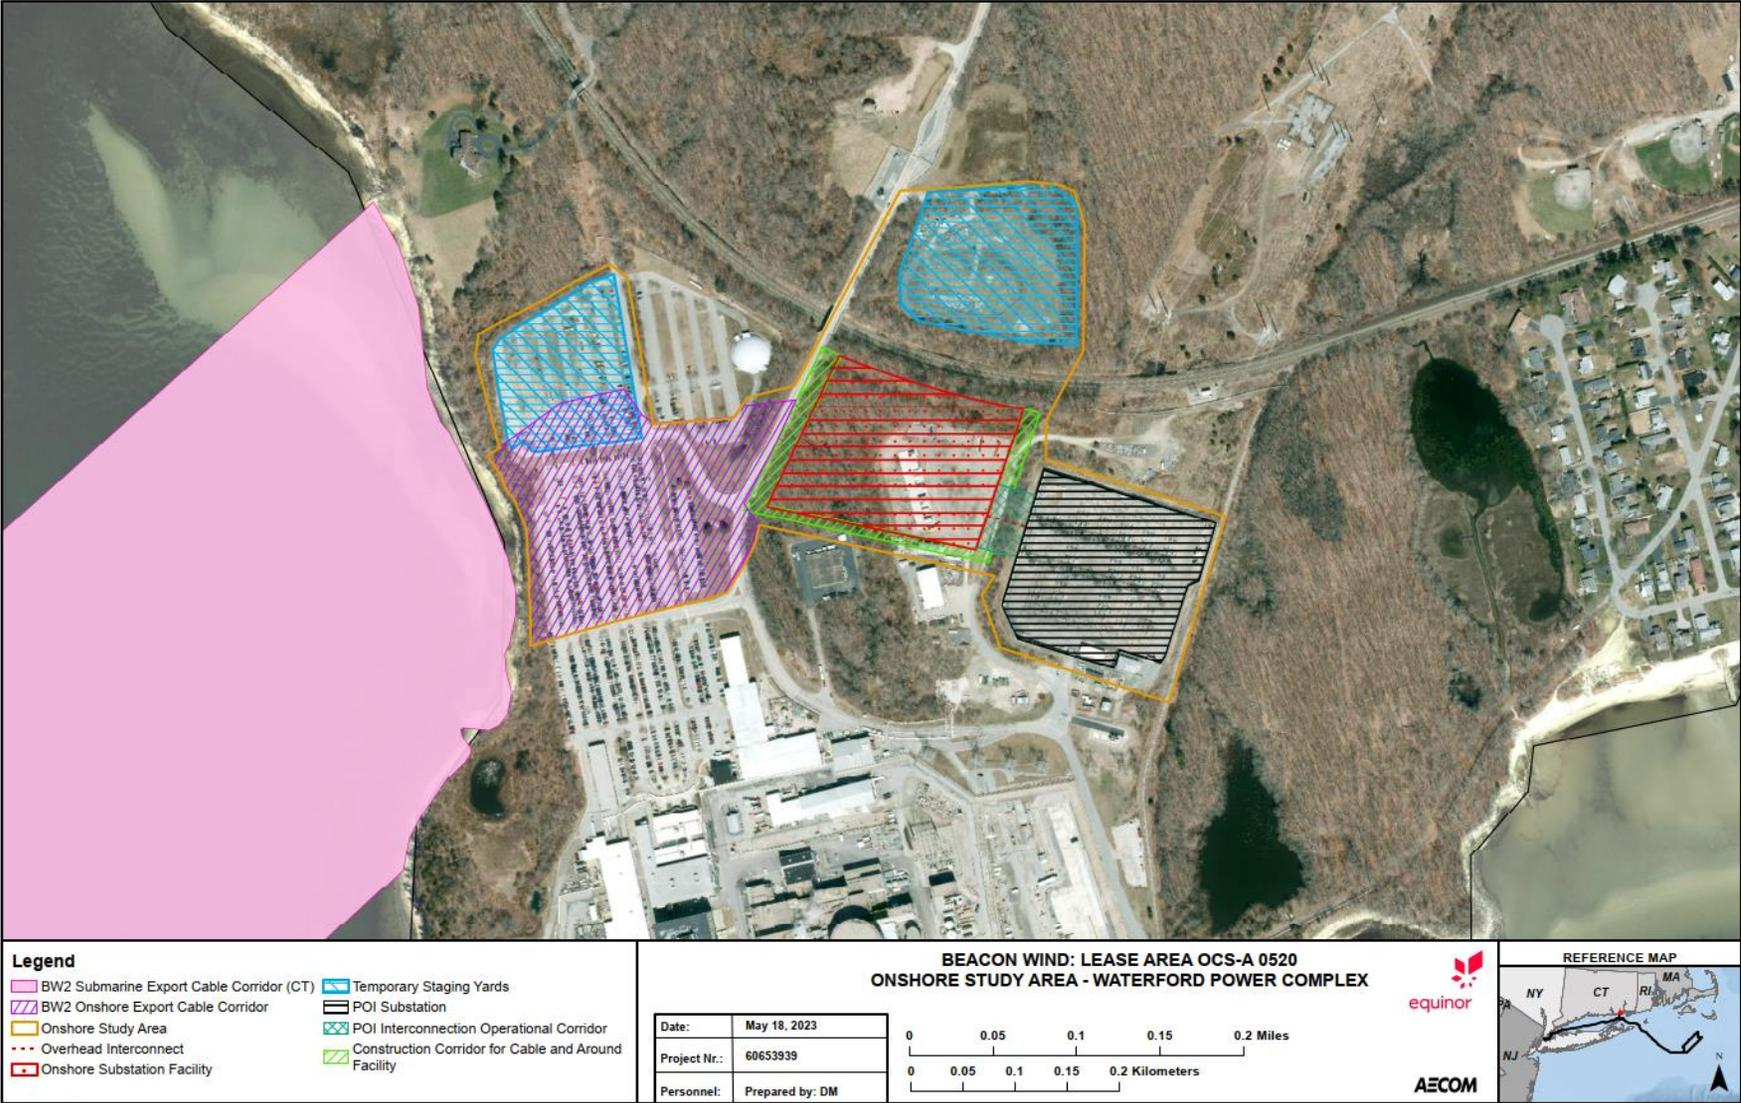 Legend
BW2 Submarine Export Cable Corridor (CT)
BW2 Onshore Export Cable Corridor
Onshore Study Area
Overhead Interconnect
Onshore Substation Facility
Temporary Staging Yards
POI Substation
POI Interconnection Operational Corridor
Construction Corridor for Cable and Around
Facility
BEACON WIND: LEASE AREA OCS-A 0520
ONSHORE STUDY AREA - WATERFORD POWER COMPLEX
Date: May 18, 2023
Project Nr.: 60653939
Personnel: Prepared by: DM
0 0.05 0.1 0.15 0.2 Miles
0 0.05 0.1 0.15 0.2 Kilometers
equinor
AECOM
REFERENCE MAP
MA
NY CT RI
PA
NJ
N